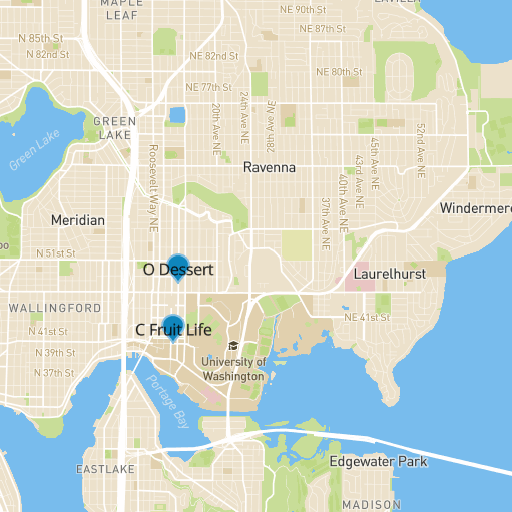 MAPLE
LEAF
NE 90th St
LAVILLA
N 85th St
NE 87th St
NE 82nd St
N 82nd St
NE 80th St
NE 77th St
20th Ave NE
24th Ave NE
28th Ave NE
52nd Ave NE
45th Ave NE
43rd Ave NE
40th Ave NE
37th Ave NE
GREEN
LAKE
Green Lake
Roosevelt Way NE
Ravenna
Meridian
Windermere
N 51st St
O Dessert
Laurelhurst
WALLINGFORD
NE 41st St
N 41st St
C Fruit Life
N 39th St
N 37th St
University of
Washington
Portage Bay
EASTLAKE
Edgewater Park
MADISON